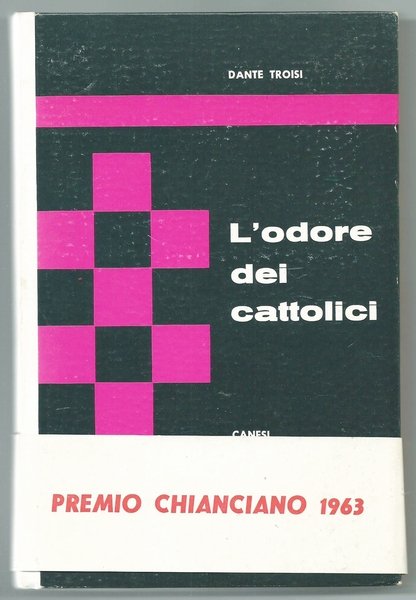 DANTE TROISI
L'odore
dei
cattolici
CANESI
PREMIO CHIANCIANO 1963